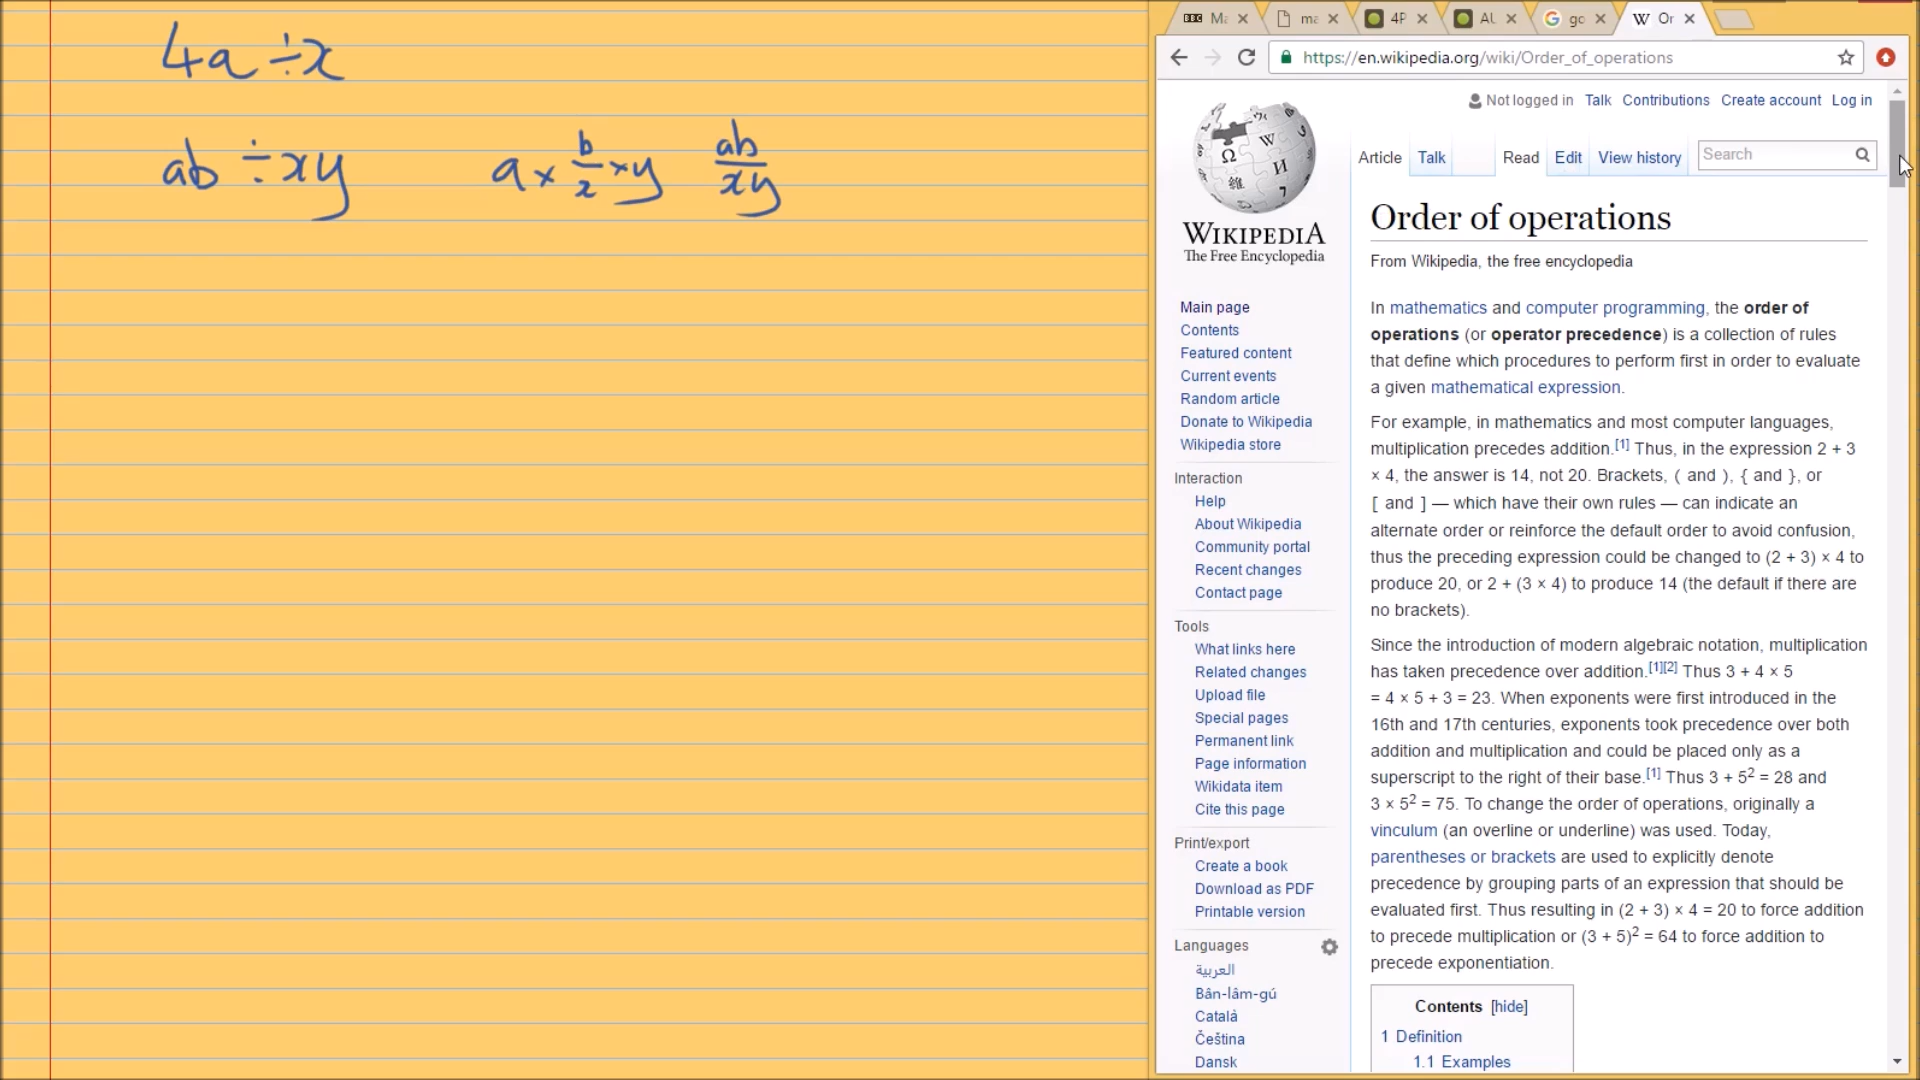 4a ÷ x
ab ÷ xy a × b/x × y ab/xy
BBC Ma
ma
4P
AU
go
W Or
https://en.wikipedia.org/wiki/Order_of_operations
Not logged in Talk Contributions Create account Log in
Article Talk Read Edit View history Search
WIKIPEDIA
The Free Encyclopedia
Main page
Contents
Featured content
Current events
Random article
Donate to Wikipedia
Wikipedia store
Interaction
Help
About Wikipedia
Community portal
Recent changes
Contact page
Tools
What links here
Related changes
Upload file
Special pages
Permanent link
Page information
Wikidata item
Cite this page
Print/export
Create a book
Download as PDF
Printable version
Languages
العربية
Bân-lâm-gú
Català
Čeština
Dansk
Order of operations
From Wikipedia, the free encyclopedia
In mathematics and computer programming, the order of
operations (or operator precedence) is a collection of rules
that define which procedures to perform first in order to evaluate
a given mathematical expression.
For example, in mathematics and most computer languages,
multiplication precedes addition.[1] Thus, in the expression 2 + 3
× 4, the answer is 14, not 20. Brackets, ( and ), { and }, or
[ and ] — which have their own rules — can indicate an
alternate order or reinforce the default order to avoid confusion,
thus the preceding expression could be changed to (2 + 3) × 4 to
produce 20, or 2 + (3 × 4) to produce 14 (the default if there are
no brackets).
Since the introduction of modern algebraic notation, multiplication
has taken precedence over addition.[1][2] Thus 3 + 4 × 5
= 4 × 5 + 3 = 23. When exponents were first introduced in the
16th and 17th centuries, exponents took precedence over both
addition and multiplication and could be placed only as a
superscript to the right of their base.[1] Thus 3 + 5² = 28 and
3 × 5² = 75. To change the order of operations, originally a
vinculum (an overline or underline) was used. Today,
parentheses or brackets are used to explicitly denote
precedence by grouping parts of an expression that should be
evaluated first. Thus resulting in (2 + 3) × 4 = 20 to force addition
to precede multiplication or (3 + 5)² = 64 to force addition to
precede exponentiation.
Contents [hide]
1 Definition
1.1 Examples